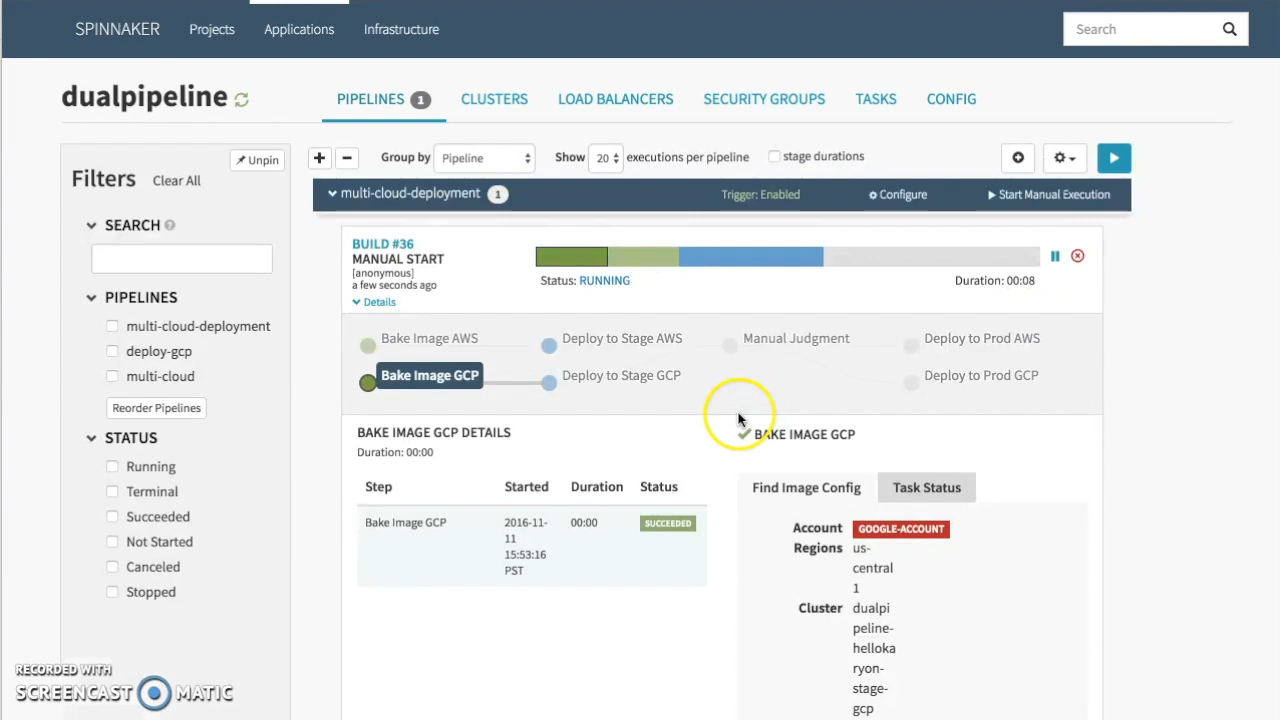 SPINNAKER Projects Applications Infrastructure Search
dualpipeline PIPELINES 1 CLUSTERS LOAD BALANCERS SECURITY GROUPS TASKS CONFIG
Unpin
Filters Clear All
SEARCH
PIPELINES
multi-cloud-deployment
deploy-gcp
multi-cloud
Reorder Pipelines
STATUS
Running
Terminal
Succeeded
Not Started
Canceled
Stopped
Group by Pipeline Show 20 executions per pipeline stage durations
multi-cloud-deployment 1 Trigger: Enabled Configure Start Manual Execution
BUILD #36
MANUAL START
[anonymous]
a few seconds ago
Details
Status: RUNNING Duration: 00:08
Bake Image AWS Deploy to Stage AWS Manual Judgment Deploy to Prod AWS
Bake Image GCP Deploy to Stage GCP Deploy to Prod GCP
BAKE IMAGE GCP DETAILS
Duration: 00:00
Step Started Duration Status
Bake Image GCP 2016-11- 00:00 SUCCEEDED
11
15:53:16
PST
BAKE IMAGE GCP
Find Image Config Task Status
Account GOOGLE-ACCOUNT
Regions us-
central
1
Cluster dualpi
peline-
helloka
ryon-
stage-
gcp
RECORDED WITH
SCREENCAST MATIC